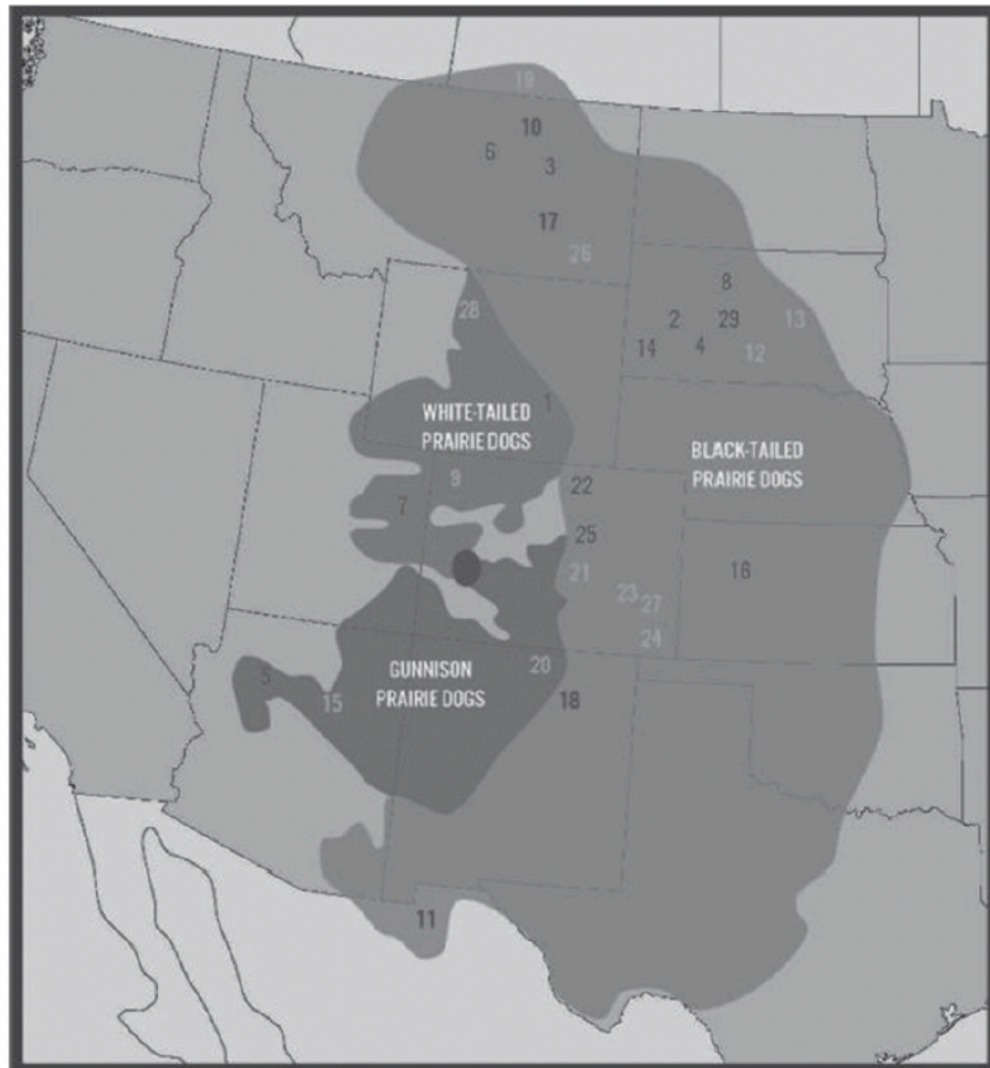 19
10
6
3
17
26
8
28
2 29 13
14 4 12
1
WHITE-TAILED
PRAIRIE DOGS
BLACK-TAILED
PRAIRIE DOGS
9
22
7
25
21
16
23
27
24
GUNNISON
PRAIRIE DOGS
20
5
15
18
11